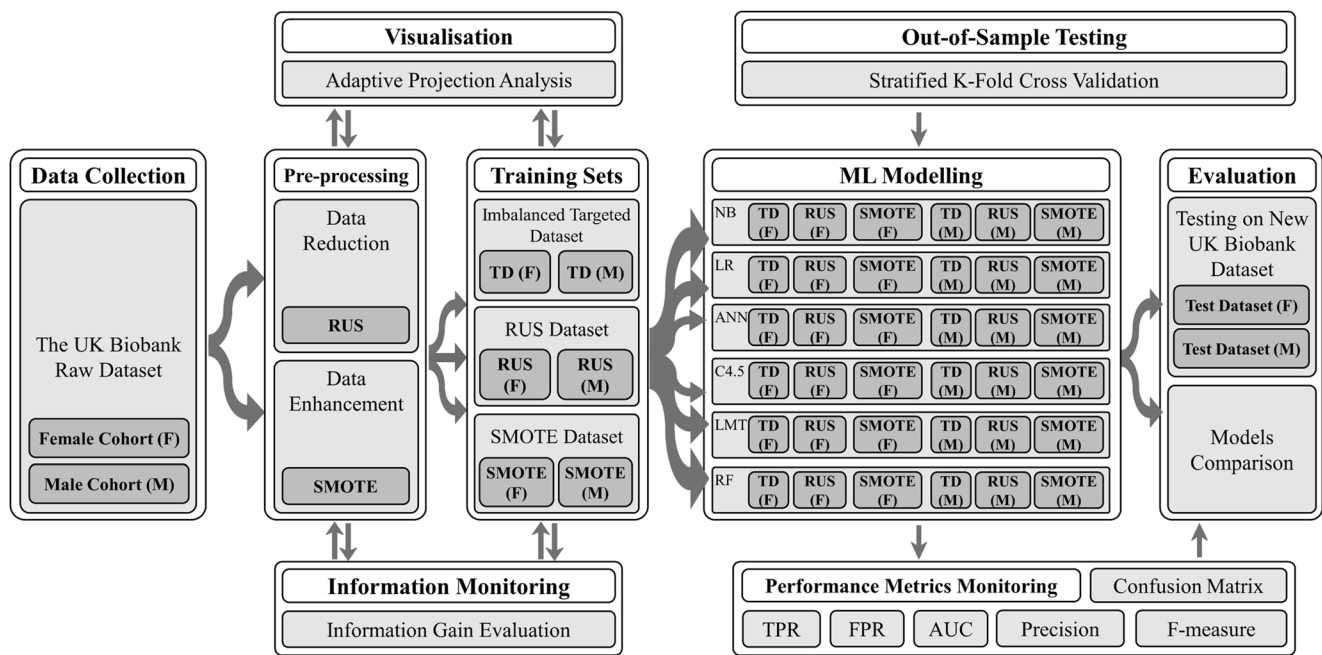 Visualisation
Adaptive Projection Analysis
Out-of-Sample Testing
Stratified K-Fold Cross Validation
Data Collection
The UK Biobank
Raw Dataset
Female Cohort (F)
Male Cohort (M)
Pre-processing
Data
Reduction
RUS
Data
Enhancement
SMOTE
Training Sets
Imbalanced Targeted
Dataset
TD (F) TD (M)
RUS Dataset
RUS RUS
(F) (M)
SMOTE Dataset
SMOTE SMOTE
(F) (M)
ML Modelling
NB TD RUS SMOTE TD RUS SMOTE
(F) (F) (F) (M) (M) (M)
LR TD RUS SMOTE TD RUS SMOTE
(F) (F) (F) (M) (M) (M)
ANN TD RUS SMOTE TD RUS SMOTE
(F) (F) (F) (M) (M) (M)
C4.5 TD RUS SMOTE TD RUS SMOTE
(F) (F) (F) (M) (M) (M)
LMT TD RUS SMOTE TD RUS SMOTE
(F) (F) (F) (M) (M) (M)
RF TD RUS SMOTE TD RUS SMOTE
(F) (F) (F) (M) (M) (M)
Evaluation
Testing on New
UK Biobank
Dataset
Test Dataset (F)
Test Dataset (M)
Models
Comparison
Information Monitoring
Information Gain Evaluation
Performance Metrics Monitoring Confusion Matrix
TPR FPR AUC Precision F-measure